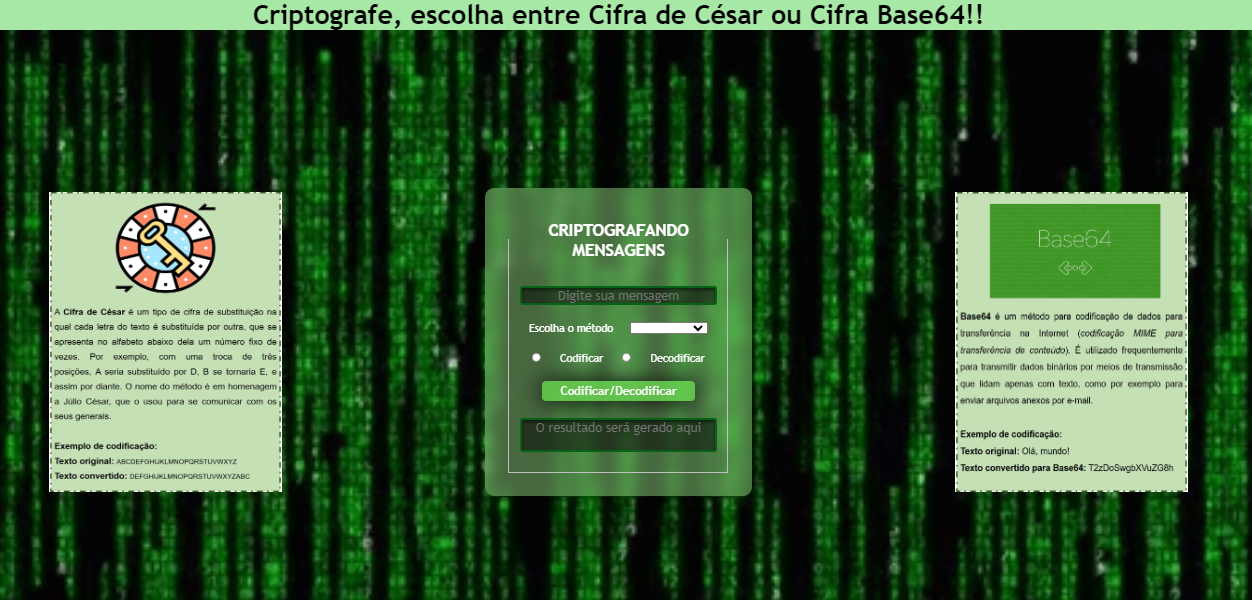 Criptografe, escolha entre Cifra de César ou Cifra Base64!!
A Cifra de César é um tipo de cifra de substituição na
qual cada letra do texto é substituída por outra, que se
apresenta no alfabeto abaixo dela um número fixo de
vezes. Por exemplo, com uma troca de três
posições, A seria substituído por D, B se tornaria E, e
assim por diante. O nome do método é em homenagem
a Júlio César, que o usou para se comunicar com os
seus generais.
Exemplo de codificação:
Texto original: ABCDEFGHIJKLMNOPQRSTUVWXYZ
Texto convertido: DEFGHIJKLMNOPQRSTUVWXYZABC
CRIPTOGRAFANDO
MENSAGENS
Digite sua mensagem
Escolha o método
Codificar Decodificar
Codificar/Decodificar
O resultado será gerado aqui
Base64
Base64 é um método para codificação de dados para
transferência na Internet (codificação MIME para
transferência de conteúdo). É utilizado frequentemente
para transmitir dados binários por meios de transmissão
que lidam apenas com texto, como por exemplo para
enviar arquivos anexos por e-mail.
Exemplo de codificação:
Texto original: Olá, mundo!
Texto convertido para Base64: T2zDoSwgbXVuZG8h